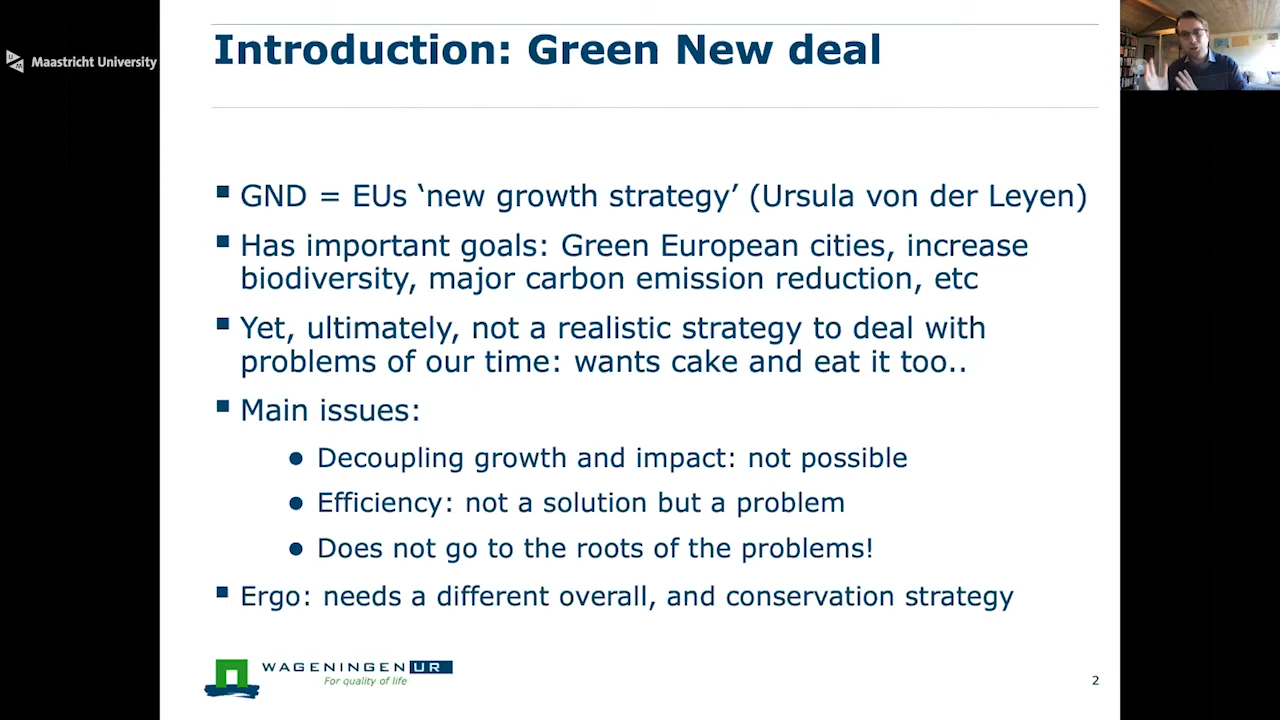 Introduction: Green New deal
Maastricht University
GND = EUs ‘new growth strategy’ (Ursula von der Leyen)
Has important goals: Green European cities, increase
biodiversity, major carbon emission reduction, etc
Yet, ultimately, not a realistic strategy to deal with
problems of our time: wants cake and eat it too..
Main issues:
Decoupling growth and impact: not possible
Efficiency: not a solution but a problem
Does not go to the roots of the problems!
Ergo: needs a different overall, and conservation strategy
WAGENINGEN UR
For quality of life
2